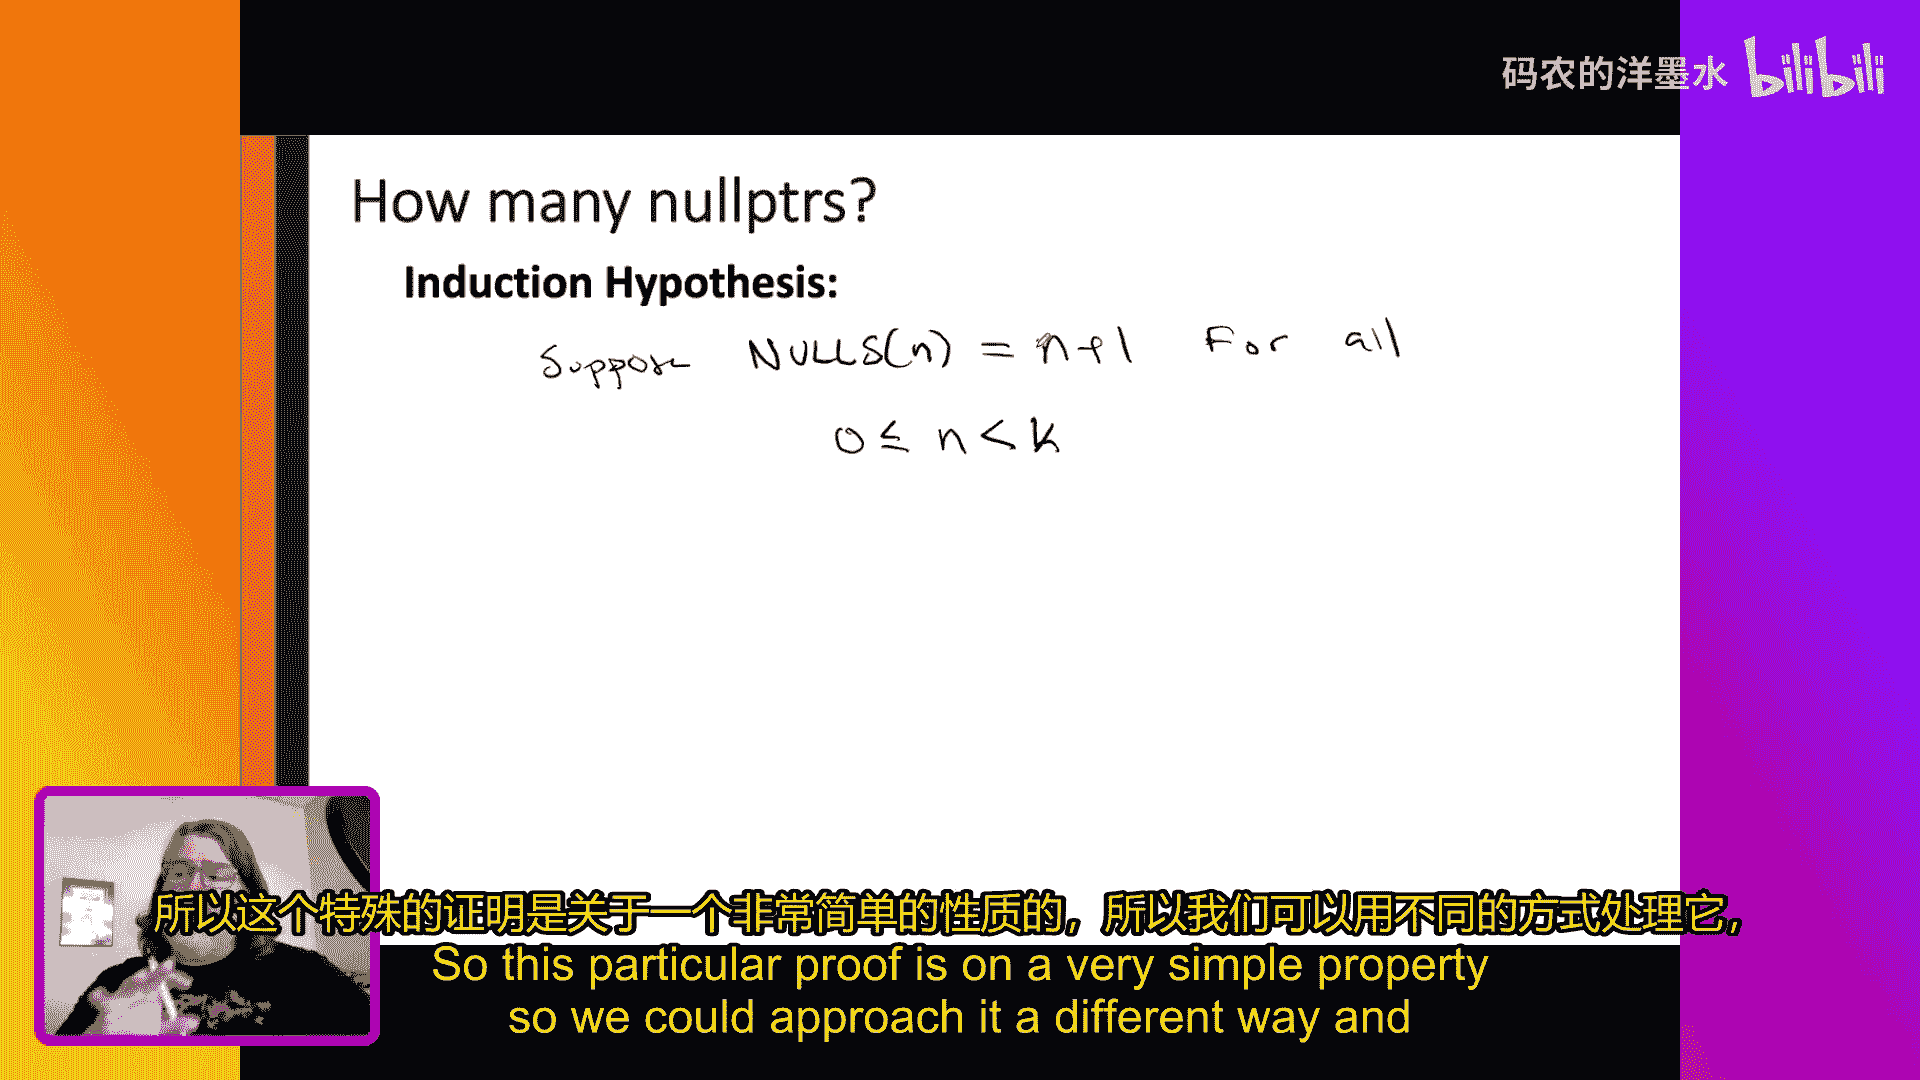 码农的洋墨水 bilibili
How many nullptrs?
Induction Hypothesis:
Suppose NULLS(n) = n+1 For all
0 ≤ n < k
所以这个特殊的证明是关于一个非常简单的性质的，所以我们可以用不同的方式处理它，
So this particular proof is on a very simple property
so we could approach it a different way and